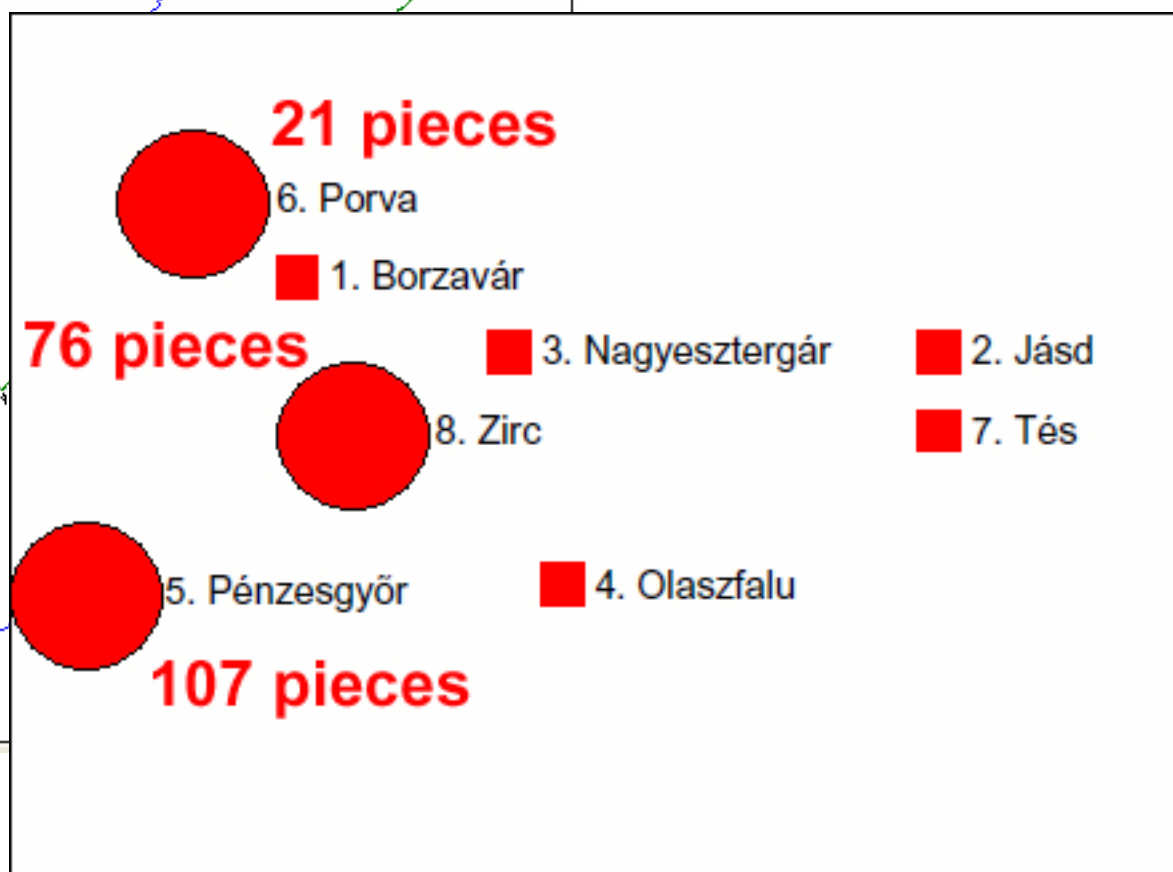 21 pieces
6. Porva
1. Borzavár
76 pieces
3. Nagyesztergár
2. Jásd
8. Zirc
7. Tés
5. Pénzesgyőr
4. Olaszfalu
107 pieces